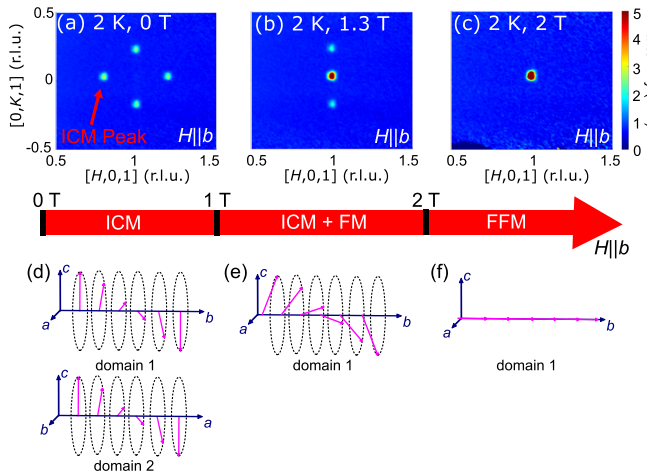 (a) 2 K, 0 T
(b) 2 K, 1.3 T
(c) 2 K, 2 T
0.5
0
-0.5
[0,K,1] (r.l.u.)
ICM Peak
H||b
H||b
H||b
5
4
3
2
1
0
0.5 1 1.5
0.5 1 1.5
0.5 1 1.5
[H,0,1] (r.l.u.)
[H,0,1] (r.l.u.)
[H,0,1] (r.l.u.)
0 T
1 T
2 T
ICM
ICM + FM
FFM
H||b
(d)
c
a
b
domain 1
(e)
c
a
b
domain 1
(f)
c
a
b
domain 1
c
b
a
domain 2